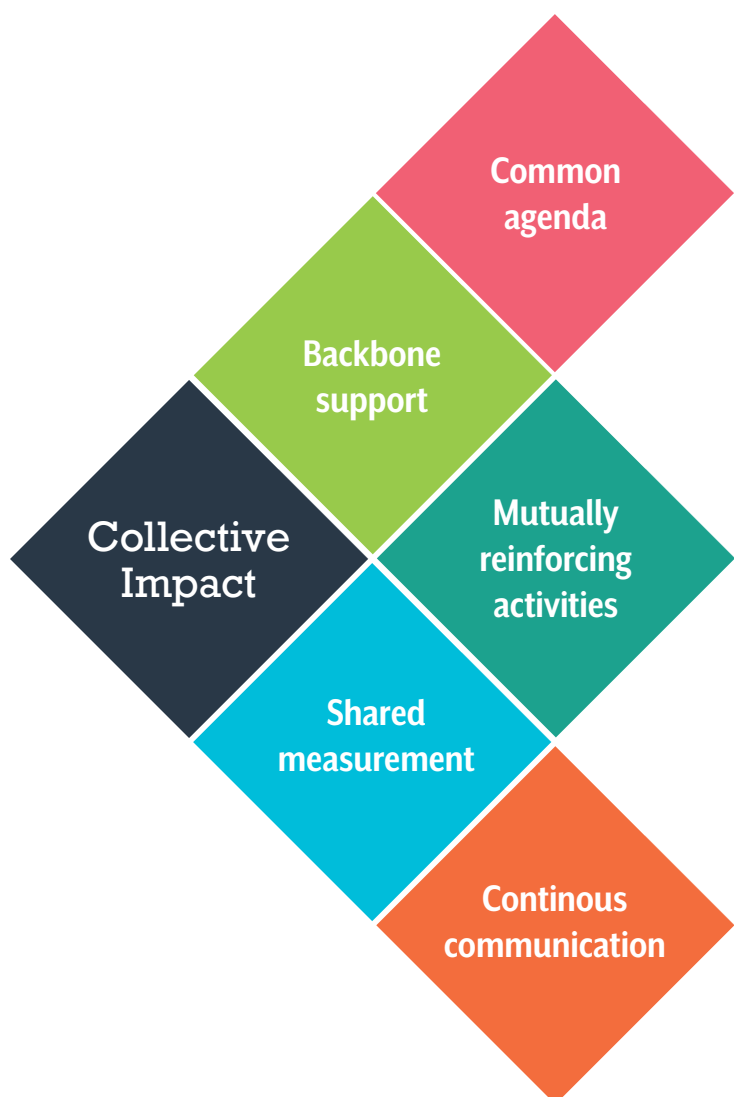 Common
agenda
Backbone
support
Collective
Impact
Mutually
reinforcing
activities
Shared
measurement
Continous
communication